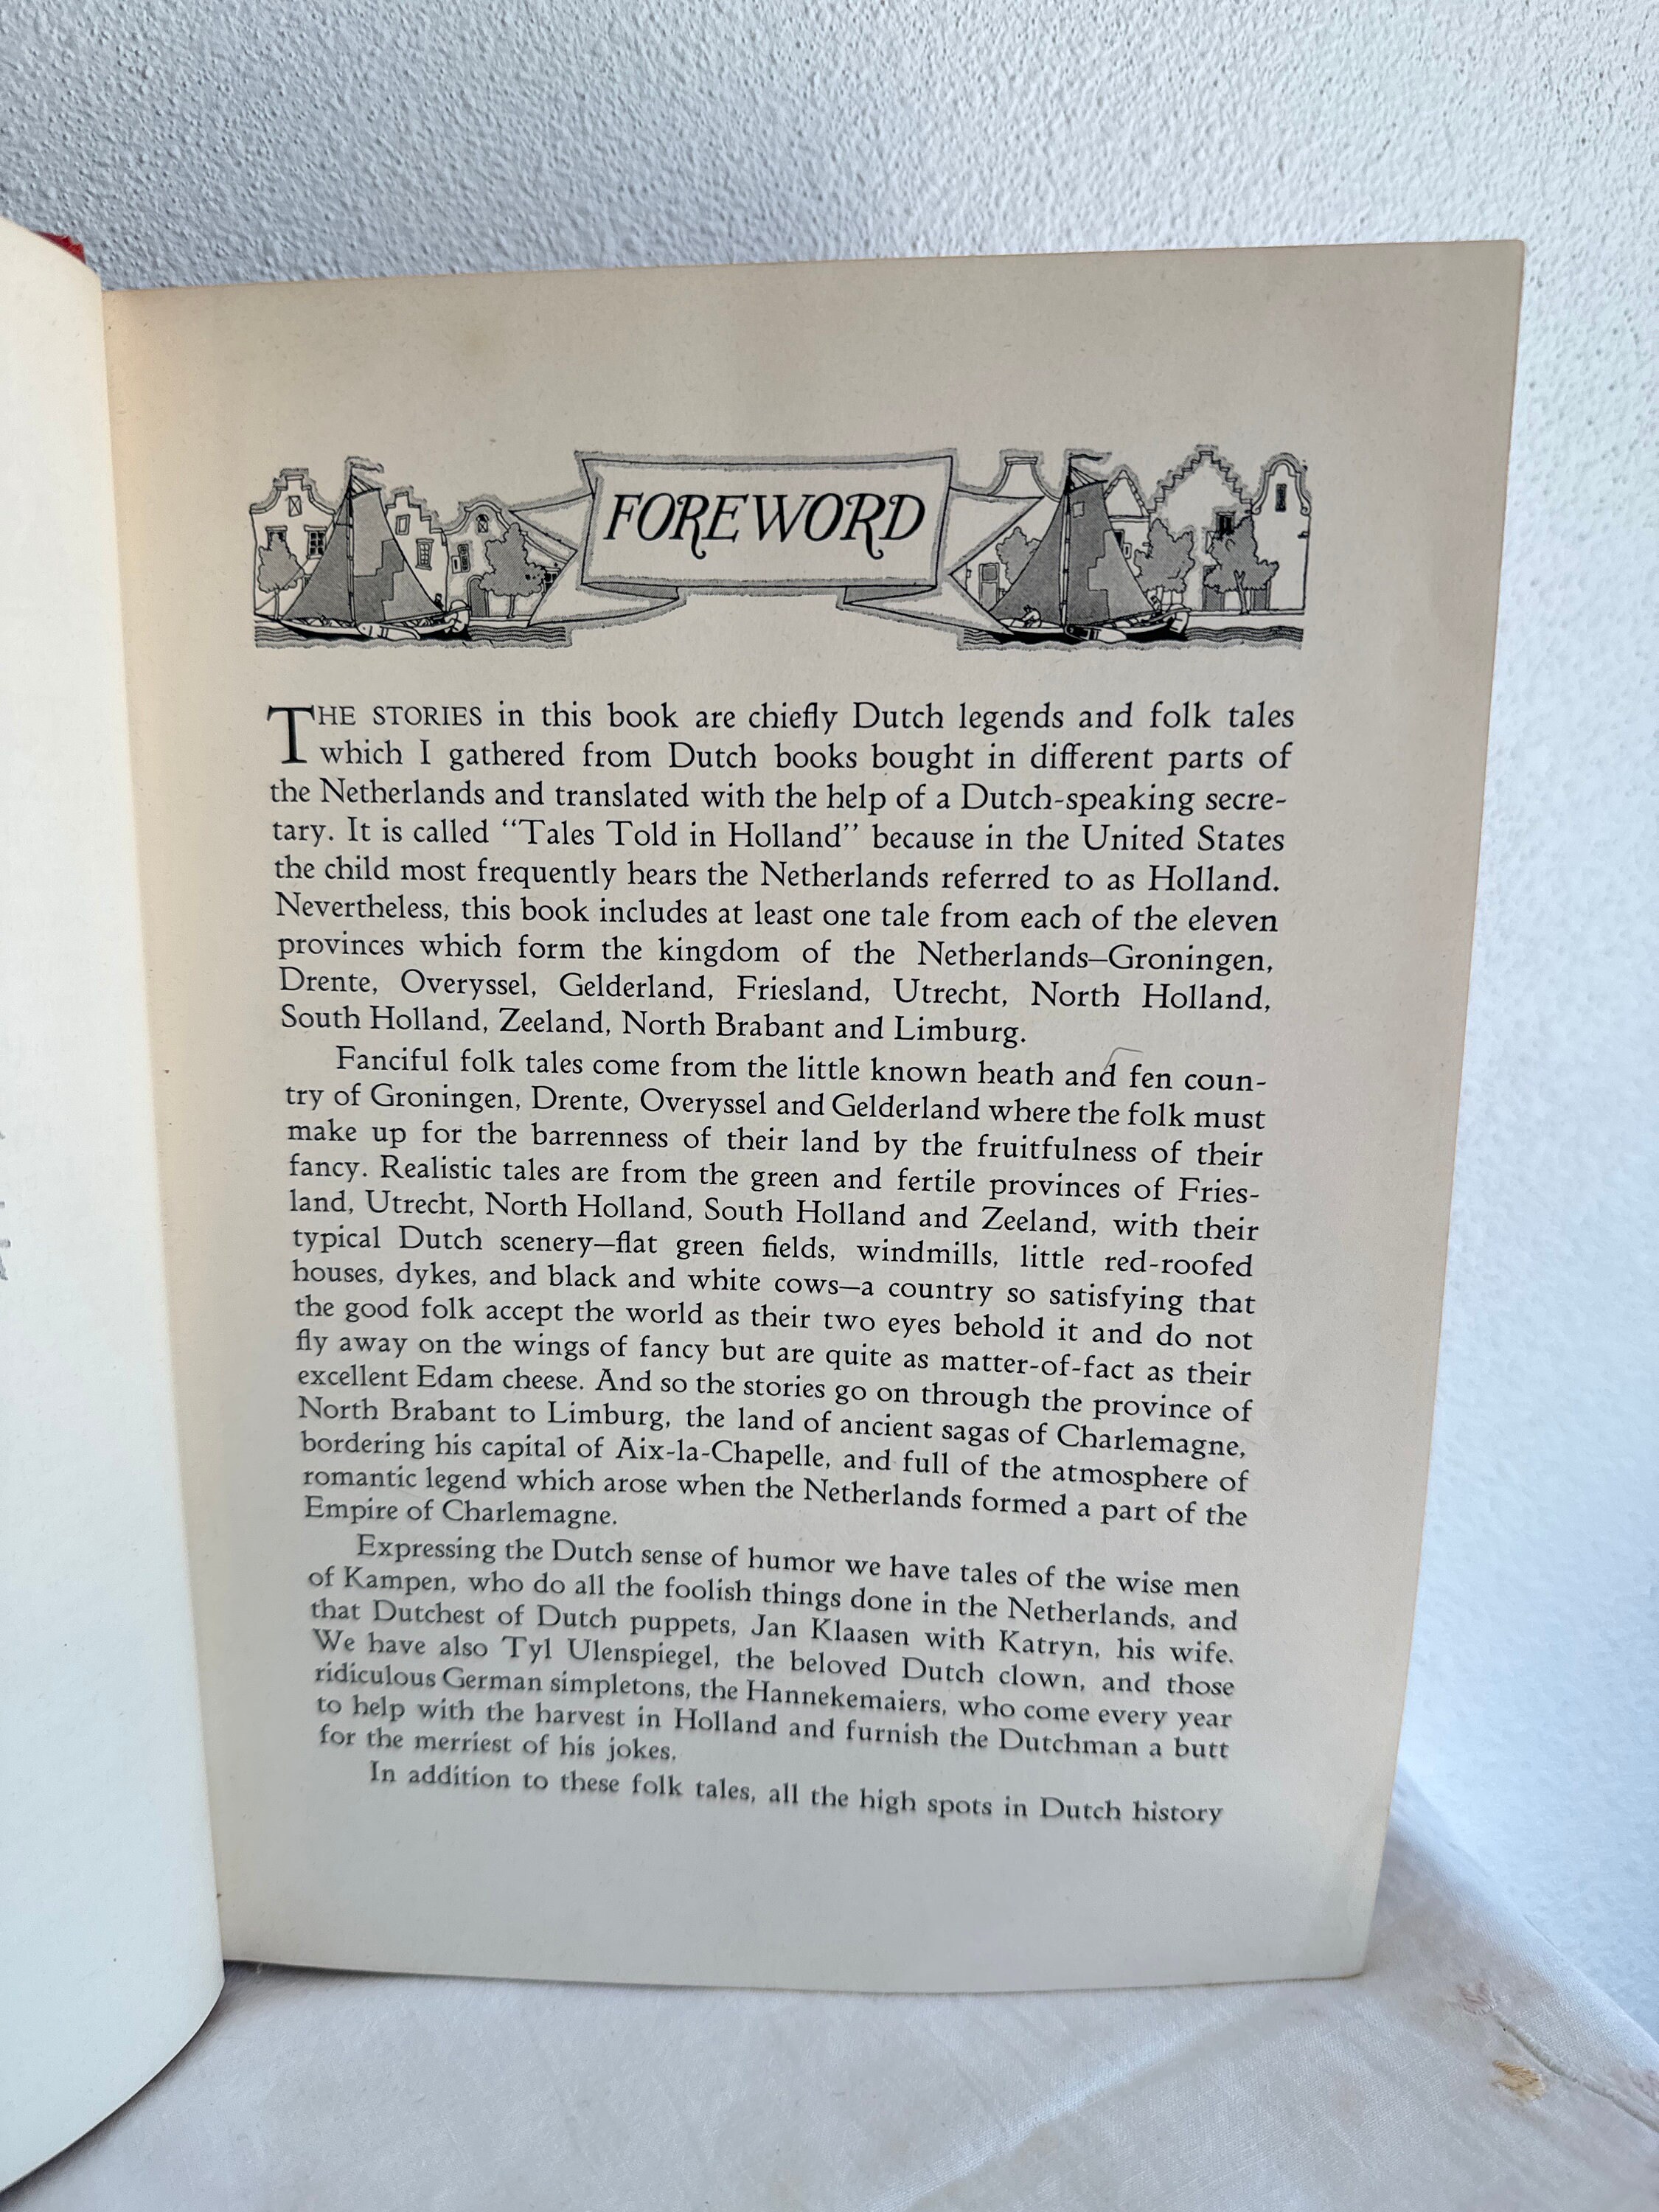 FOREWORD
THE STORIES in this book are chiefly Dutch legends and folk tales
which I gathered from Dutch books bought in different parts of
the Netherlands and translated with the help of a Dutch-speaking secre-
tary. It is called “Tales Told in Holland” because in the United States
the child most frequently hears the Netherlands referred to as Holland.
Nevertheless, this book includes at least one tale from each of the eleven
provinces which form the kingdom of the Netherlands—Groningen,
Drente, Overyssel, Gelderland, Friesland, Utrecht, North Holland,
South Holland, Zeeland, North Brabant and Limburg.
Fanciful folk tales come from the little known heath and fen coun-
try of Groningen, Drente, Overyssel and Gelderland where the folk must
make up for the barrenness of their land by the fruitfulness of their
fancy. Realistic tales are from the green and fertile provinces of Fries-
land, Utrecht, North Holland, South Holland and Zeeland, with their
typical Dutch scenery—flat green fields, windmills, little red-roofed
houses, dykes, and black and white cows—a country so satisfying that
the good folk accept the world as their two eyes behold it and do not
fly away on the wings of fancy but are quite as matter-of-fact as their
excellent Edam cheese. And so the stories go on through the province of
North Brabant to Limburg, the land of ancient sagas of Charlemagne,
bordering his capital of Aix-la-Chapelle, and full of the atmosphere of
romantic legend which arose when the Netherlands formed a part of the
Empire of Charlemagne.
Expressing the Dutch sense of humor we have tales of the wise men
of Kampen, who do all the foolish things done in the Netherlands, and
that Dutchest of Dutch puppets, Jan Klaasen with Katryn, his wife.
We have also Tyl Ulenspiegel, the beloved Dutch clown, and those
ridiculous German simpletons, the Hannekemaiers, who come every year
to help with the harvest in Holland and furnish the Dutchman a butt
for the merriest of his jokes.
In addition to these folk tales, all the high spots in Dutch history